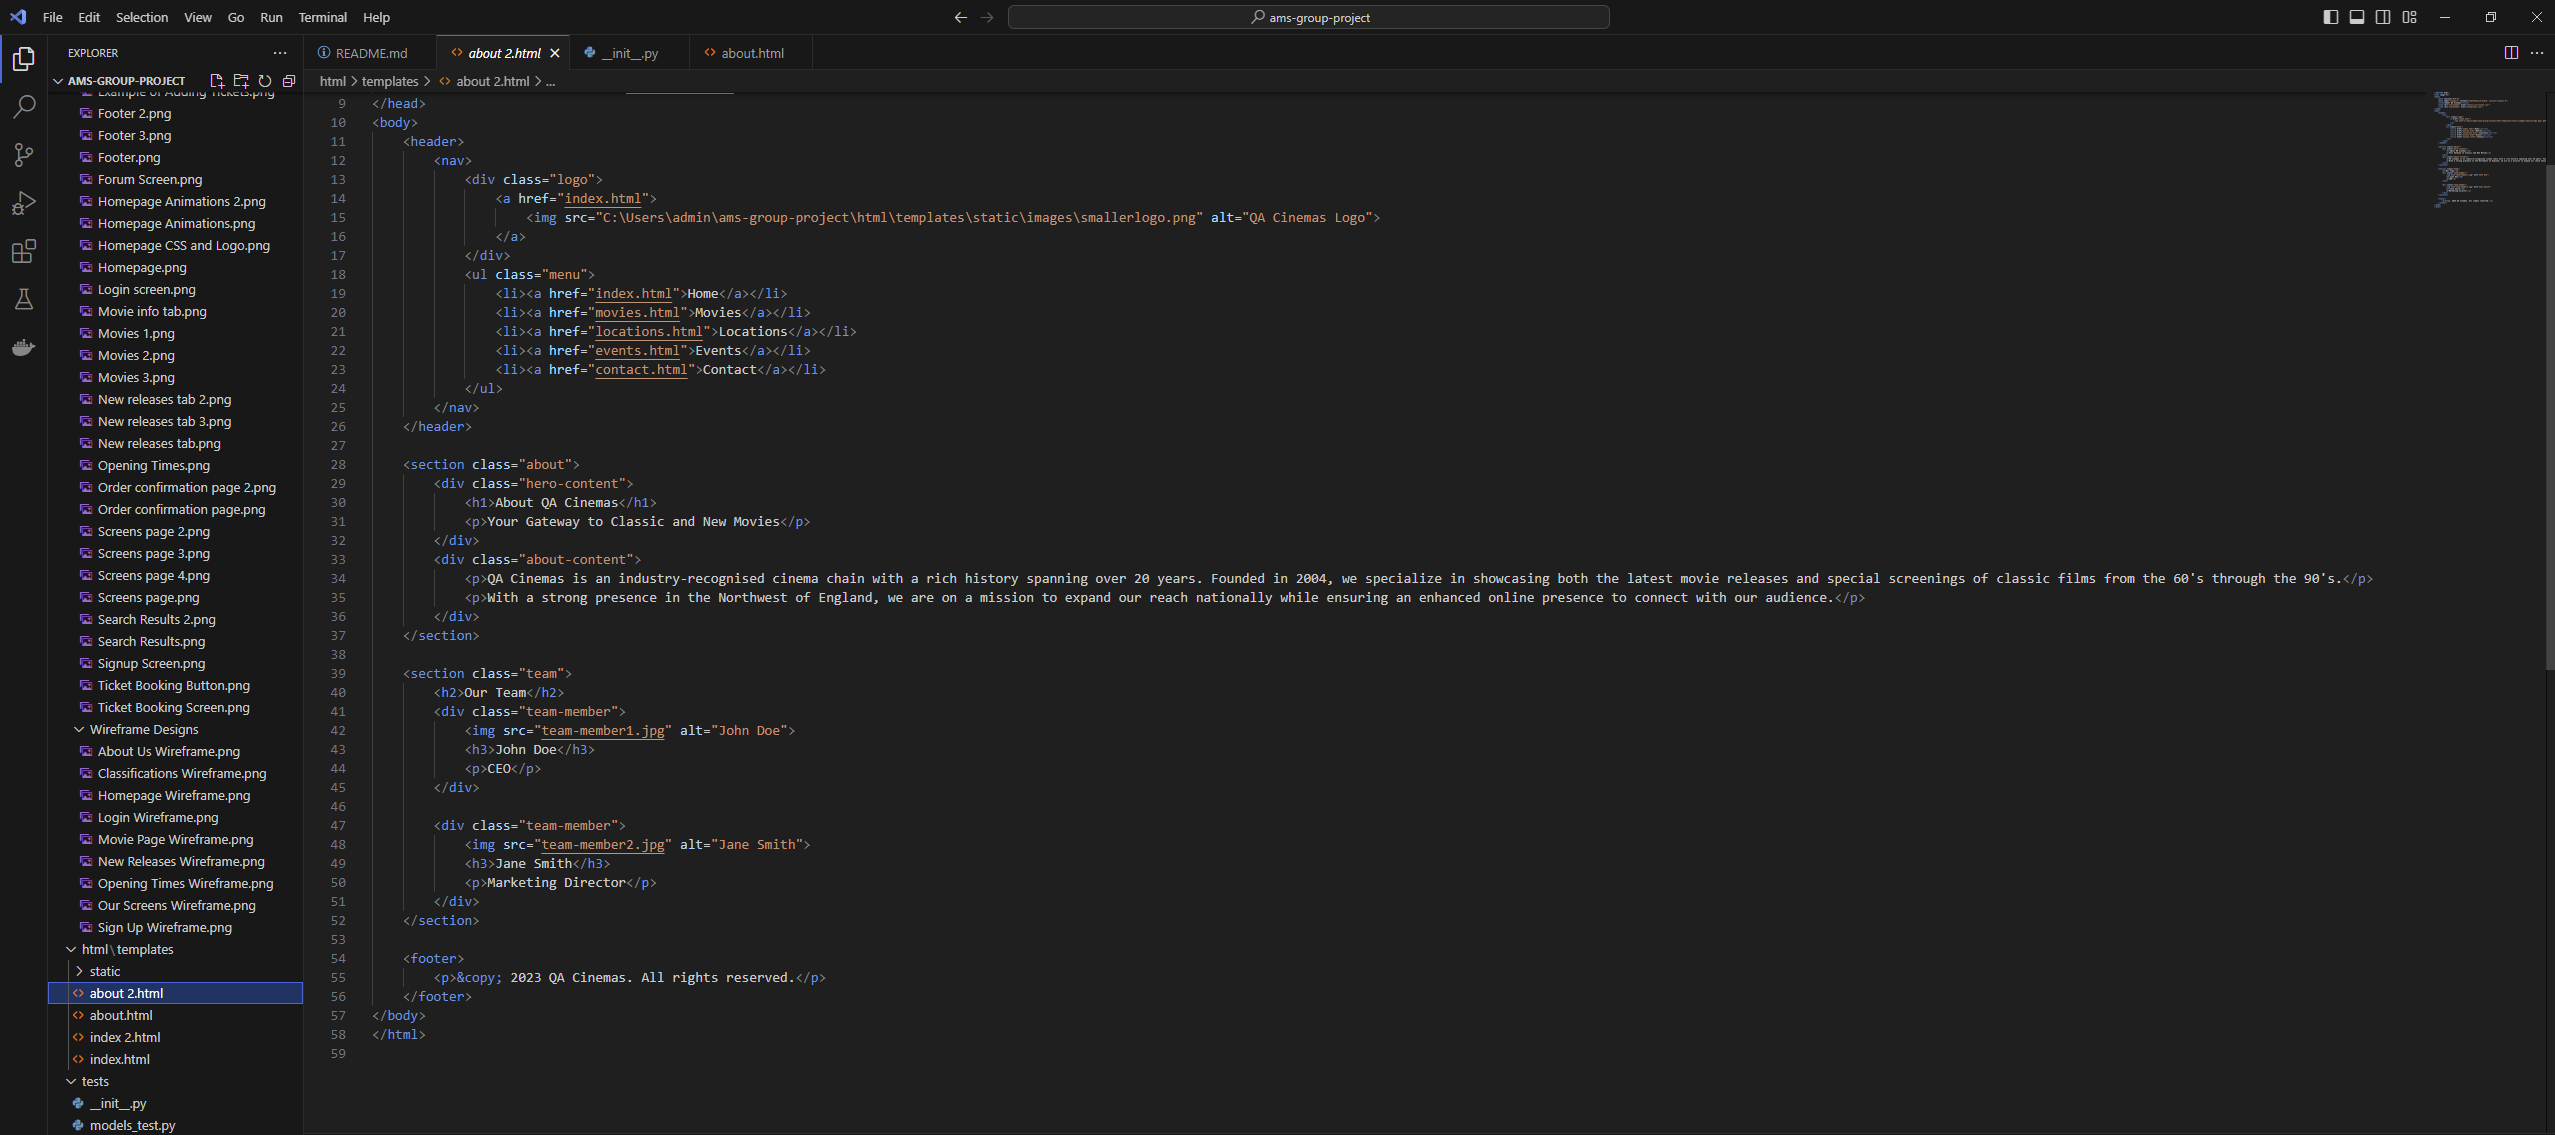 File Edit Selection View Go Run Terminal Help
ams-group-project
EXPLORER
AMS-GROUP-PROJECT
Example of Adding Tickets.png
Footer 2.png
Footer 3.png
Footer.png
Forum Screen.png
Homepage Animations 2.png
Homepage Animations.png
Homepage CSS and Logo.png
Homepage.png
Login screen.png
Movie info tab.png
Movies 1.png
Movies 2.png
Movies 3.png
New releases tab 2.png
New releases tab 3.png
New releases tab.png
Opening Times.png
Order confirmation page 2.png
Order confirmation page.png
Screens page 2.png
Screens page 3.png
Screens page 4.png
Screens page.png
Search Results 2.png
Search Results.png
Signup Screen.png
Ticket Booking Button.png
Ticket Booking Screen.png
Wireframe Designs
About Us Wireframe.png
Classifications Wireframe.png
Homepage Wireframe.png
Login Wireframe.png
Movie Page Wireframe.png
New Releases Wireframe.png
Opening Times Wireframe.png
Our Screens Wireframe.png
Sign Up Wireframe.png
html\templates
static
about 2.html
about.html
index 2.html
index.html
tests
__init__.py
models_test.py
README.md about 2.html __init__.py about.html
html > templates > about 2.html > ...
9 </head>
10 <body>
11 <header>
12 <nav>
13 <div class="logo">
14 <a href="index.html">
15 <img src="C:\Users\admin\ams-group-project\html\templates\static\images\smallerlogo.png" alt="QA Cinemas Logo">
16 </a>
17 </div>
18 <ul class="menu">
19 <li><a href="index.html">Home</a></li>
20 <li><a href="movies.html">Movies</a></li>
21 <li><a href="locations.html">Locations</a></li>
22 <li><a href="events.html">Events</a></li>
23 <li><a href="contact.html">Contact</a></li>
24 </ul>
25 </nav>
26 </header>
27
28 <section class="about">
29 <div class="hero-content">
30 <h1>About QA Cinemas</h1>
31 <p>Your Gateway to Classic and New Movies</p>
32 </div>
33 <div class="about-content">
34 <p>QA Cinemas is an industry-recognised cinema chain with a rich history spanning over 20 years. Founded in 2004, we specialize in showcasing both the latest movie releases and special screenings of classic films from the 60's through the 90's.</p>
35 <p>With a strong presence in the Northwest of England, we are on a mission to expand our reach nationally while ensuring an enhanced online presence to connect with our audience.</p>
36 </div>
37 </section>
38
39 <section class="team">
40 <h2>Our Team</h2>
41 <div class="team-member">
42 <img src="team-member1.jpg" alt="John Doe">
43 <h3>John Doe</h3>
44 <p>CEO</p>
45 </div>
46
47 <div class="team-member">
48 <img src="team-member2.jpg" alt="Jane Smith">
49 <h3>Jane Smith</h3>
50 <p>Marketing Director</p>
51 </div>
52 </section>
53
54 <footer>
55 <p>&copy; 2023 QA Cinemas. All rights reserved.</p>
56 </footer>
57 </body>
58 </html>
59